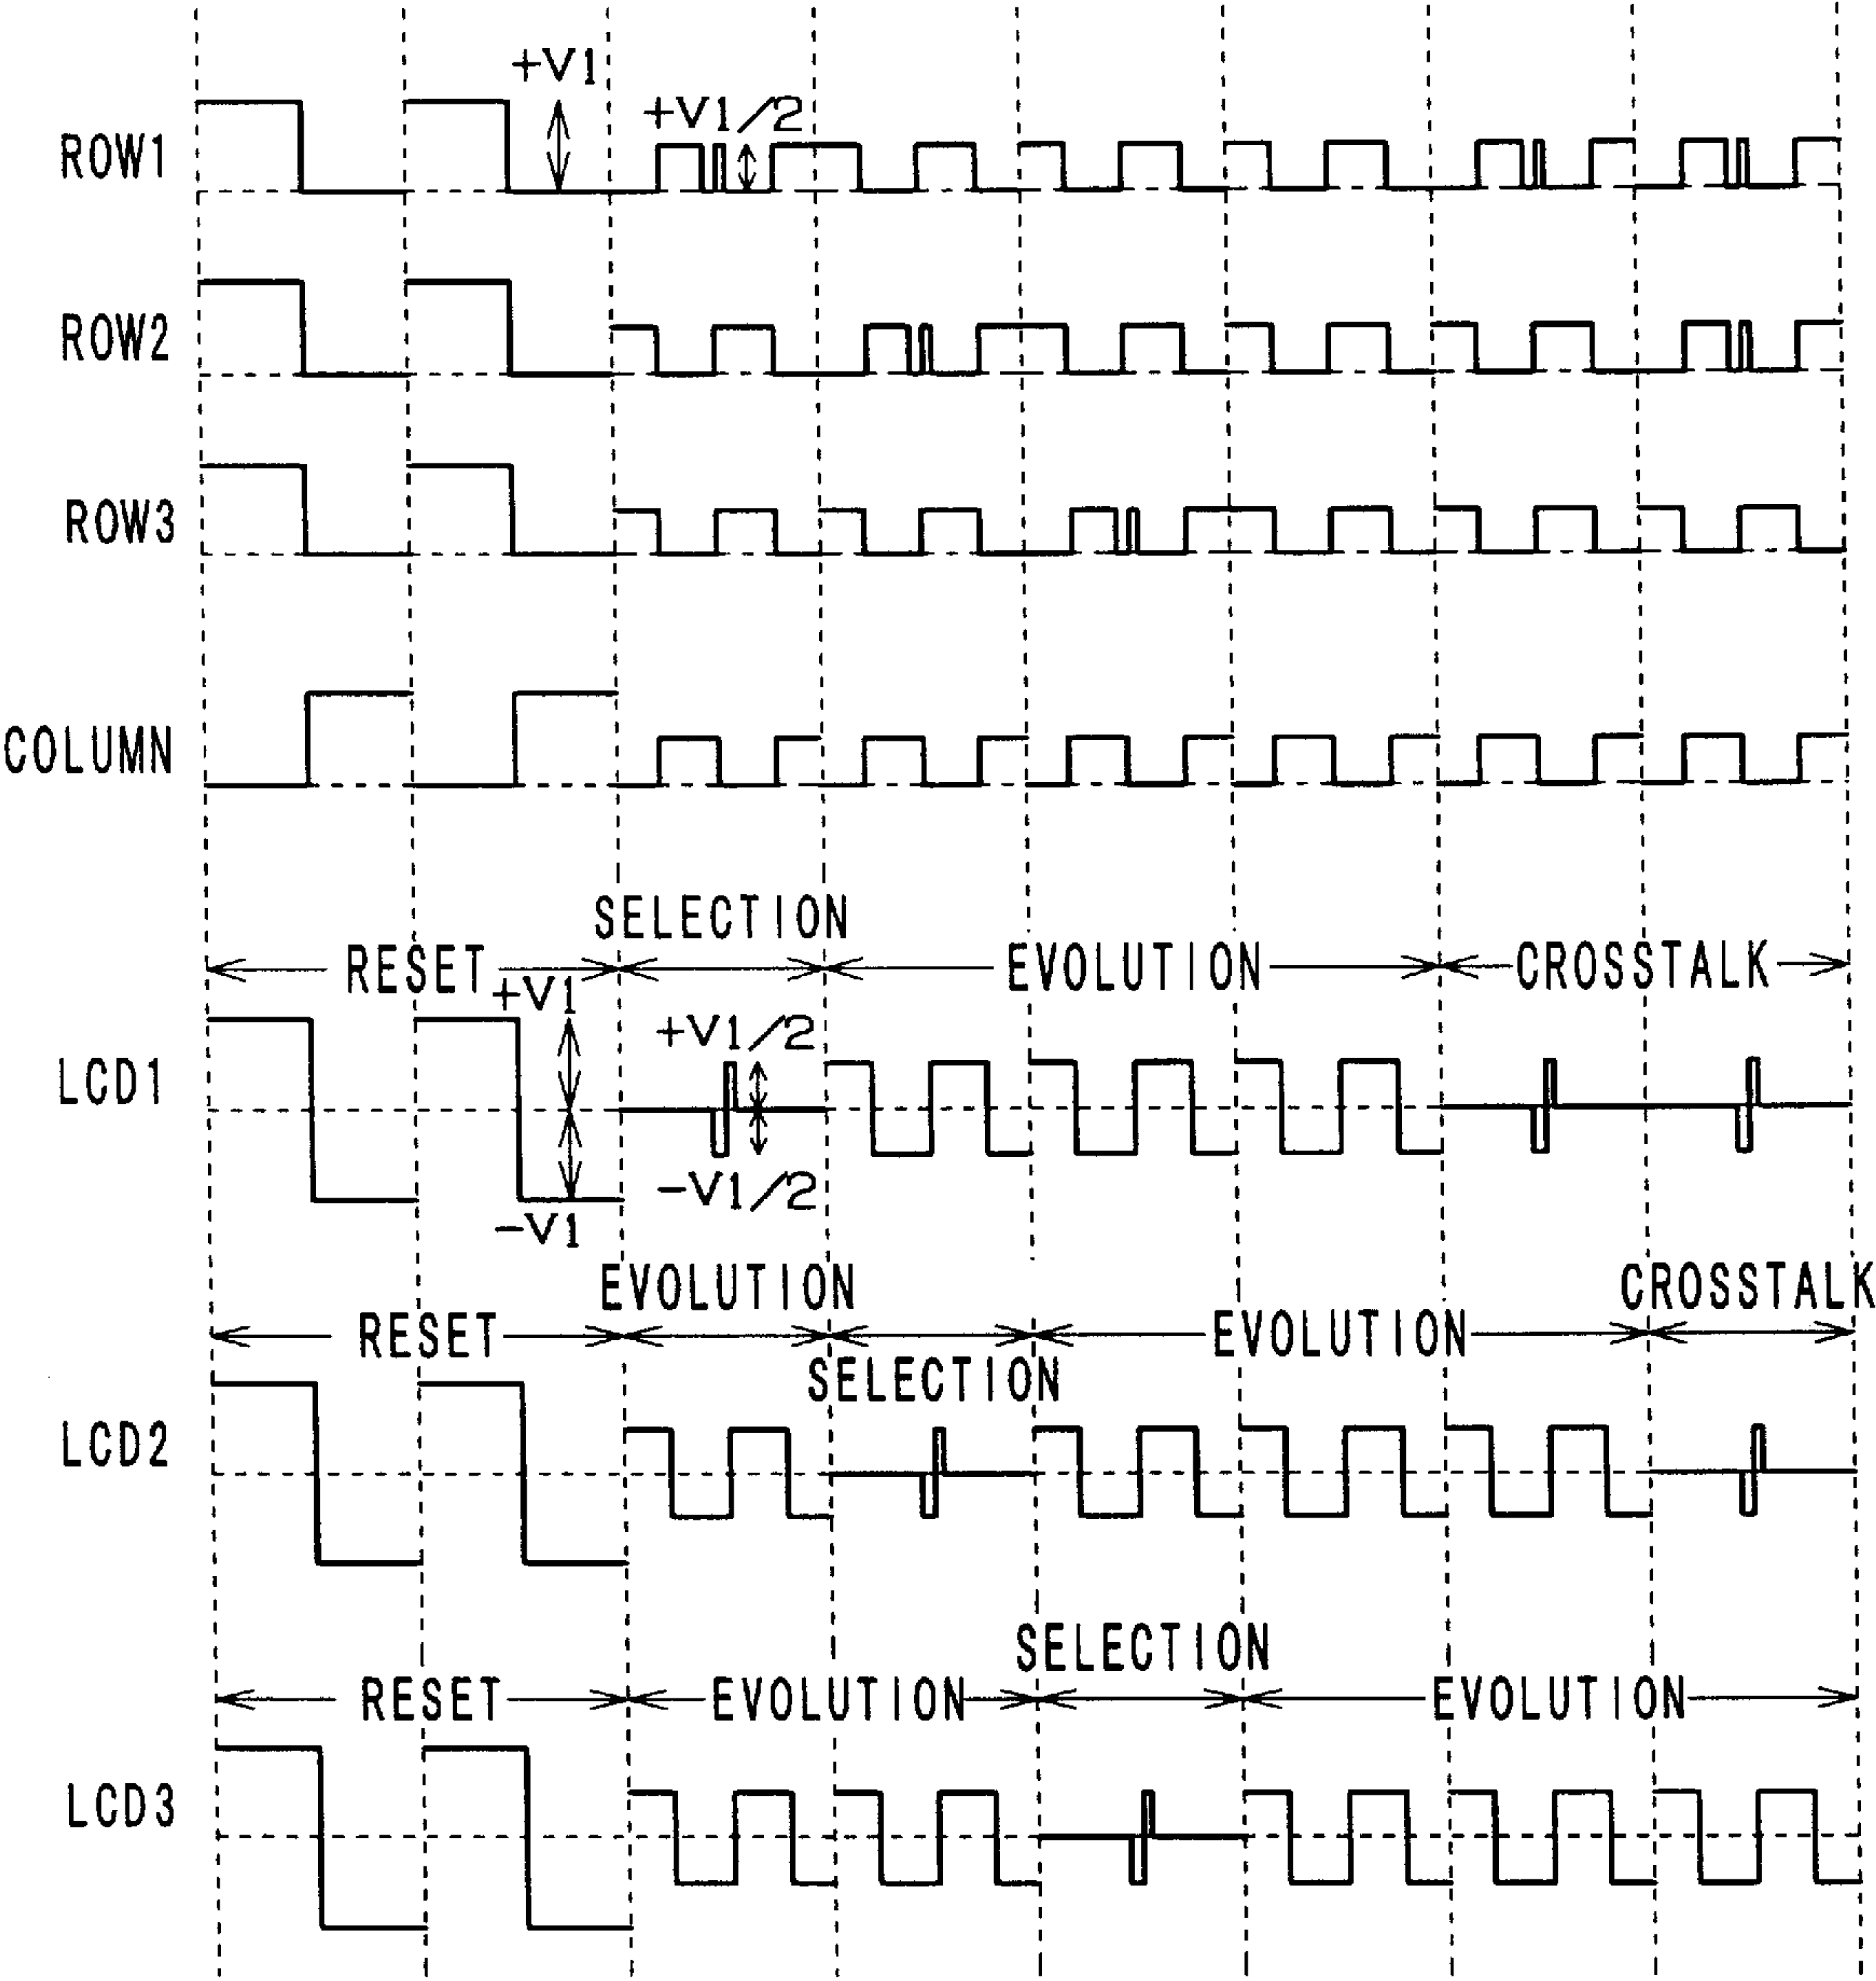 +V1
+V1/2
ROW1
ROW2
ROW3
COLUMN
SELECTION
RESET
EVOLUTION
CROSSTALK
+V1
+V1/2
LCD1
-V1/2
-V1
EVOLUTION
CROSSTALK
RESET
EVOLUTION
SELECTION
LCD2
SELECTION
RESET
EVOLUTION
EVOLUTION
LCD3